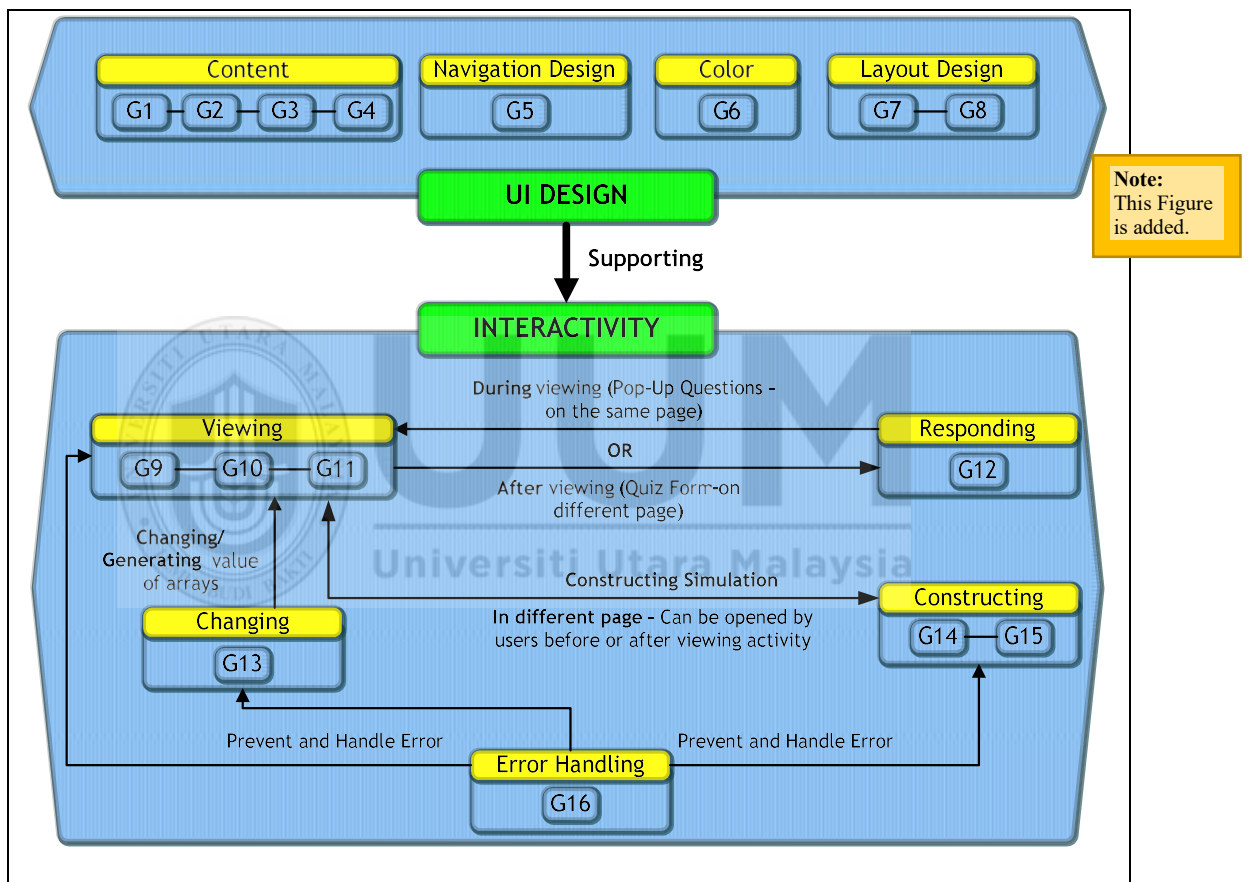 Content
G1
G2
G3
G4
Navigation Design
G5
Color
G6
Layout Design
G7
G8
UI DESIGN
Note:
This Figure
is added.
Supporting
INTERACTIVITY
During viewing (Pop-Up Questions –
on the same page)
Viewing
G9
G10
G11
OR
Responding
G12
After viewing (Quiz Form-on
different page)
Changing/
Generating value
of arrays
UUM
Universiti Utara Malaysia
UNIVERSITI UTARA MALAYSIA
Constructing Simulation
In different page – Can be opened by
users before or after viewing activity
Constructing
G14
G15
Changing
G13
Prevent and Handle Error
Prevent and Handle Error
Error Handling
G16